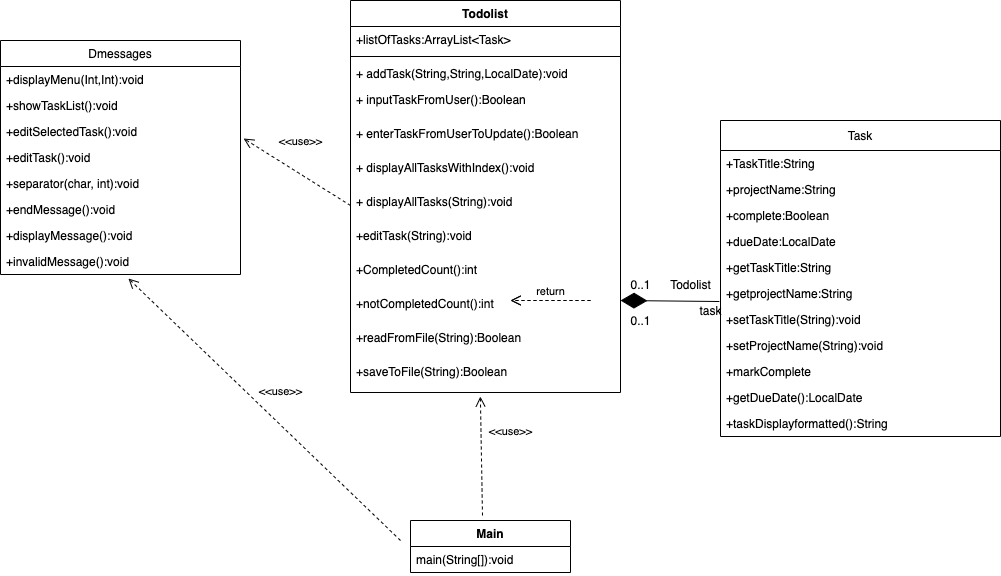 Dmessages
+displayMenu(Int,Int):void
+showTaskList():void
+editSelectedTask():void
+editTask():void
+separator(char, int):void
+endMessage():void
+displayMessage():void
+invalidMessage():void
<<use>>
Todolist
+listOfTasks:ArrayList<Task>
+ addTask(String,String,LocalDate):void
+ inputTaskFromUser():Boolean
+ enterTaskFromUserToUpdate():Boolean
+ displayAllTasksWithIndex():void
+ displayAllTasks(String):void
+editTask(String):void
+CompletedCount():int
+notCompletedCount():int
+readFromFile(String):Boolean
+saveToFile(String):Boolean
return
0..1
Todolist
0..1
task
Task
+TaskTitle:String
+projectName:String
+complete:Boolean
+dueDate:LocalDate
+getTaskTitle:String
+getprojectName:String
+setTaskTitle(String):void
+setProjectName(String):void
+markComplete
+getDueDate():LocalDate
+taskDisplayformatted():String
<<use>>
<<use>>
Main
main(String[]):void